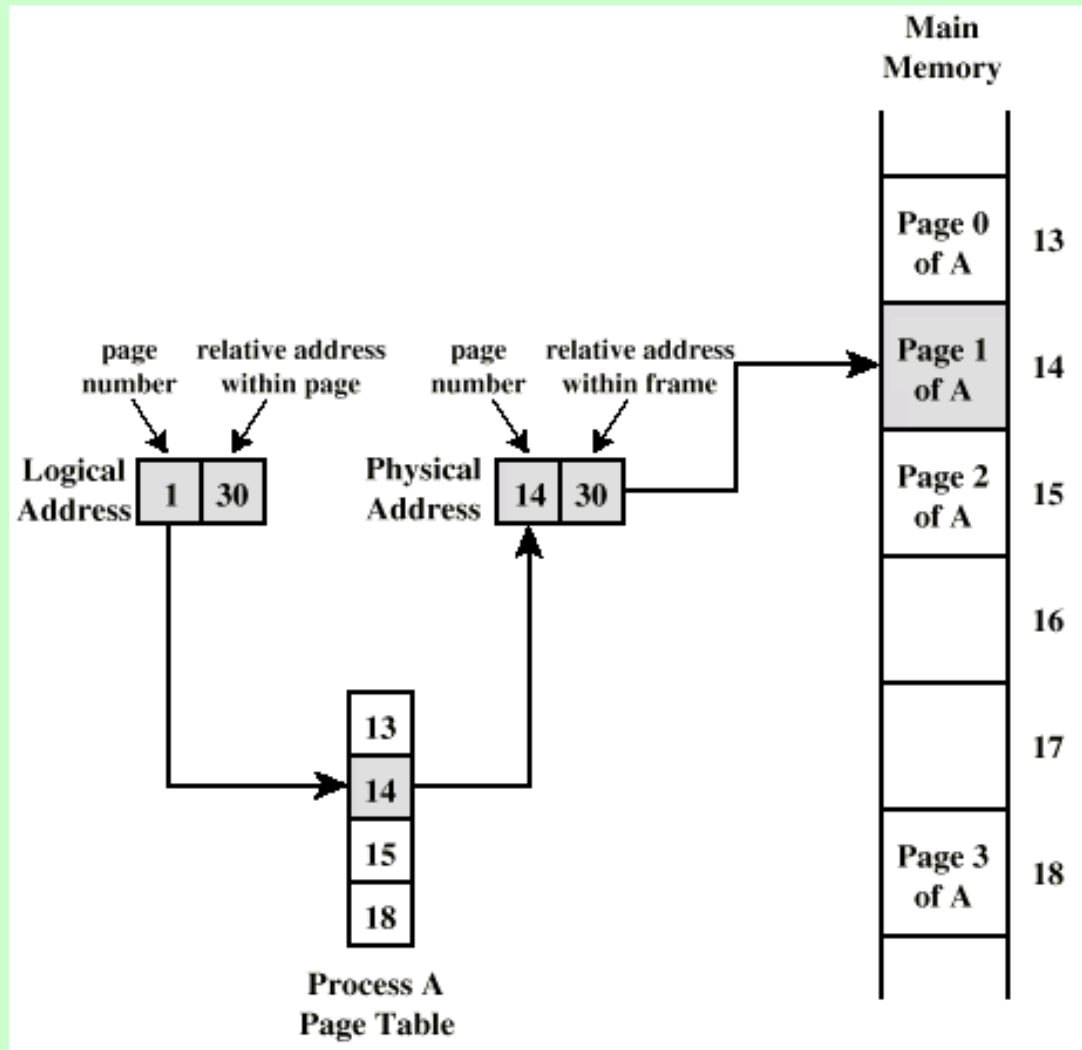 Main
Memory
Page 0
of A
13
Page 1
of A
14
Page 2
of A
15
16
17
Page 3
of A
18
page
number
relative address
within page
Logical
Address
1
30
page
number
relative address
within frame
Physical
Address
14
30
13
14
15
18
Process A
Page Table